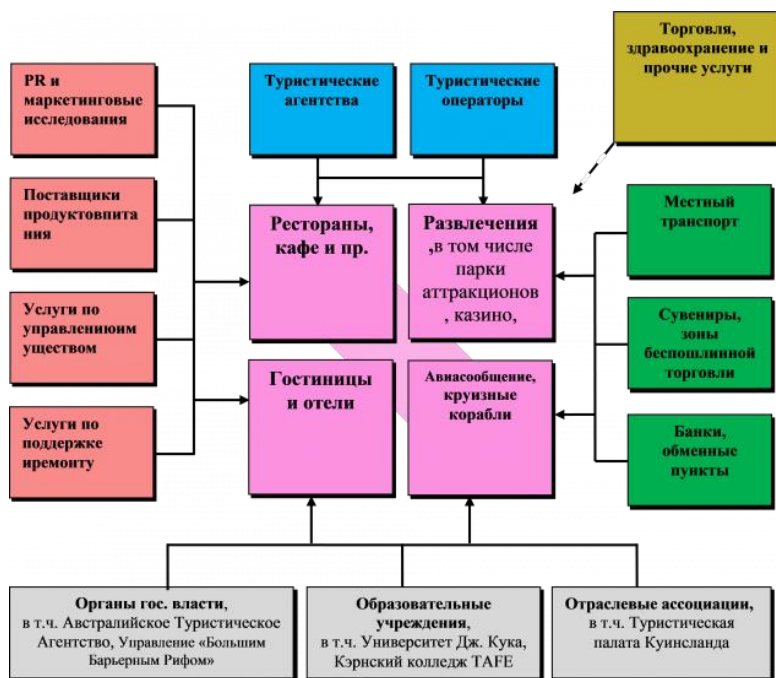 PR и
маркетинговые
исследования
Поставщики
продуктовпита
ния
Услуги по
управлениюим
уществом
Услуги по
поддержке
иремонту
Туристические
агентства
Туристические
операторы
Торговля,
здравоохранение и
прочие услуги
Рестораны,
кафе и пр.
Развлечения
,в том числе
парки
аттракционов
, казино,
Гостиницы
и отели
Авиасообщение,
круизные
корабли
Местный
транспорт
Сувениры,
зоны
беспошлинной
торговли
Банки,
обменные
пункты
Органы гос. власти,
в т.ч. Австралийское Туристическое
Агентство, Управление «Большим
Барьерным Рифом»
Образовательные
учреждения,
в т.ч. Университет Дж. Кука,
Кэрнский колледж TAFE
Отраслевые ассоциации,
в т.ч. Туристическая
палата Куинсланда